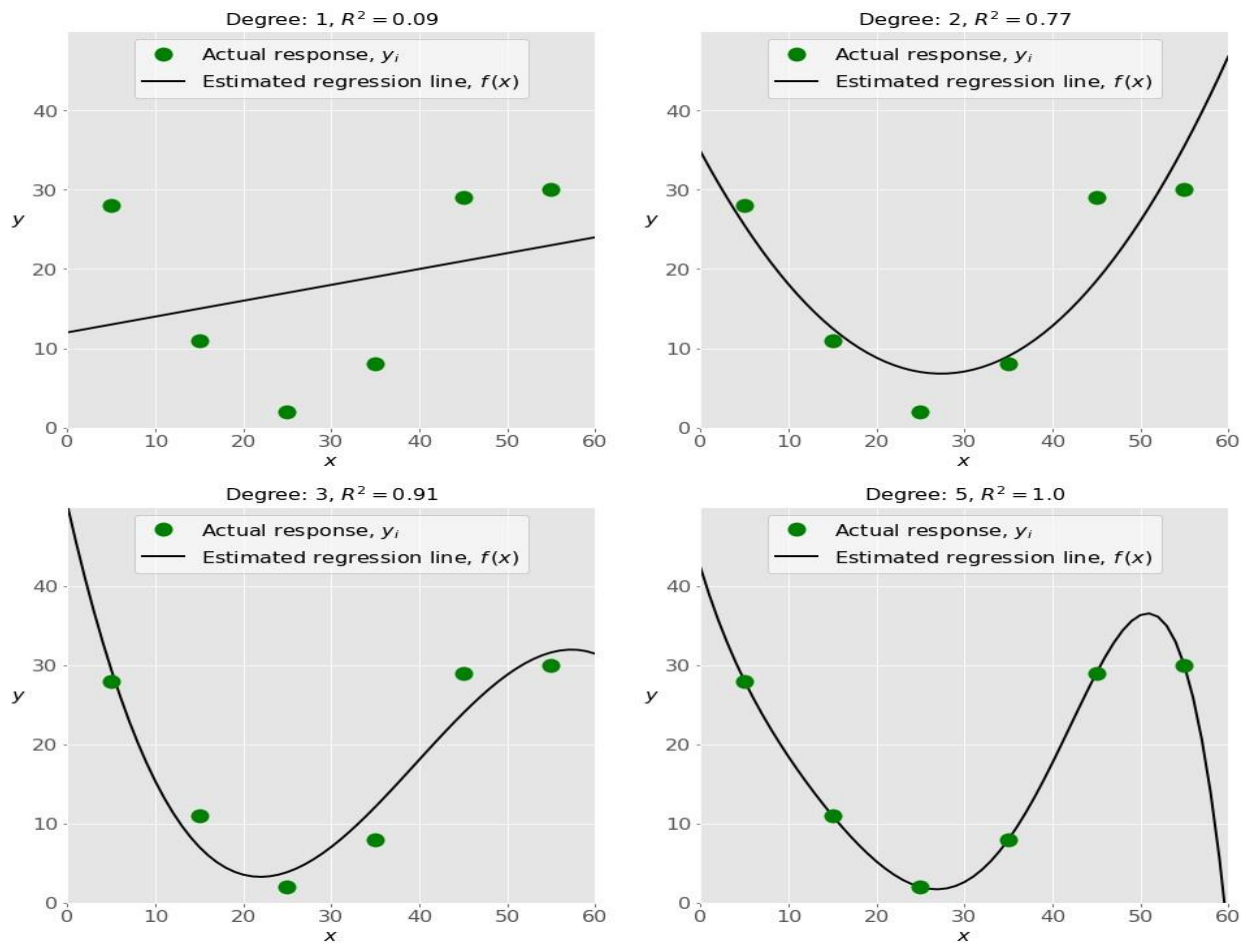 Degree: 1, R² = 0.09
Actual response, yᵢ
Estimated regression line, f(x)
40
30
y
20
10
0
0 10 20 30 40 50 60
x
Degree: 2, R² = 0.77
Actual response, yᵢ
Estimated regression line, f(x)
40
30
y
20
10
0
0 10 20 30 40 50 60
x
Degree: 3, R² = 0.91
Actual response, yᵢ
Estimated regression line, f(x)
40
30
y
20
10
0
0 10 20 30 40 50 60
x
Degree: 5, R² = 1.0
Actual response, yᵢ
Estimated regression line, f(x)
40
30
y
20
10
0
0 10 20 30 40 50 60
x